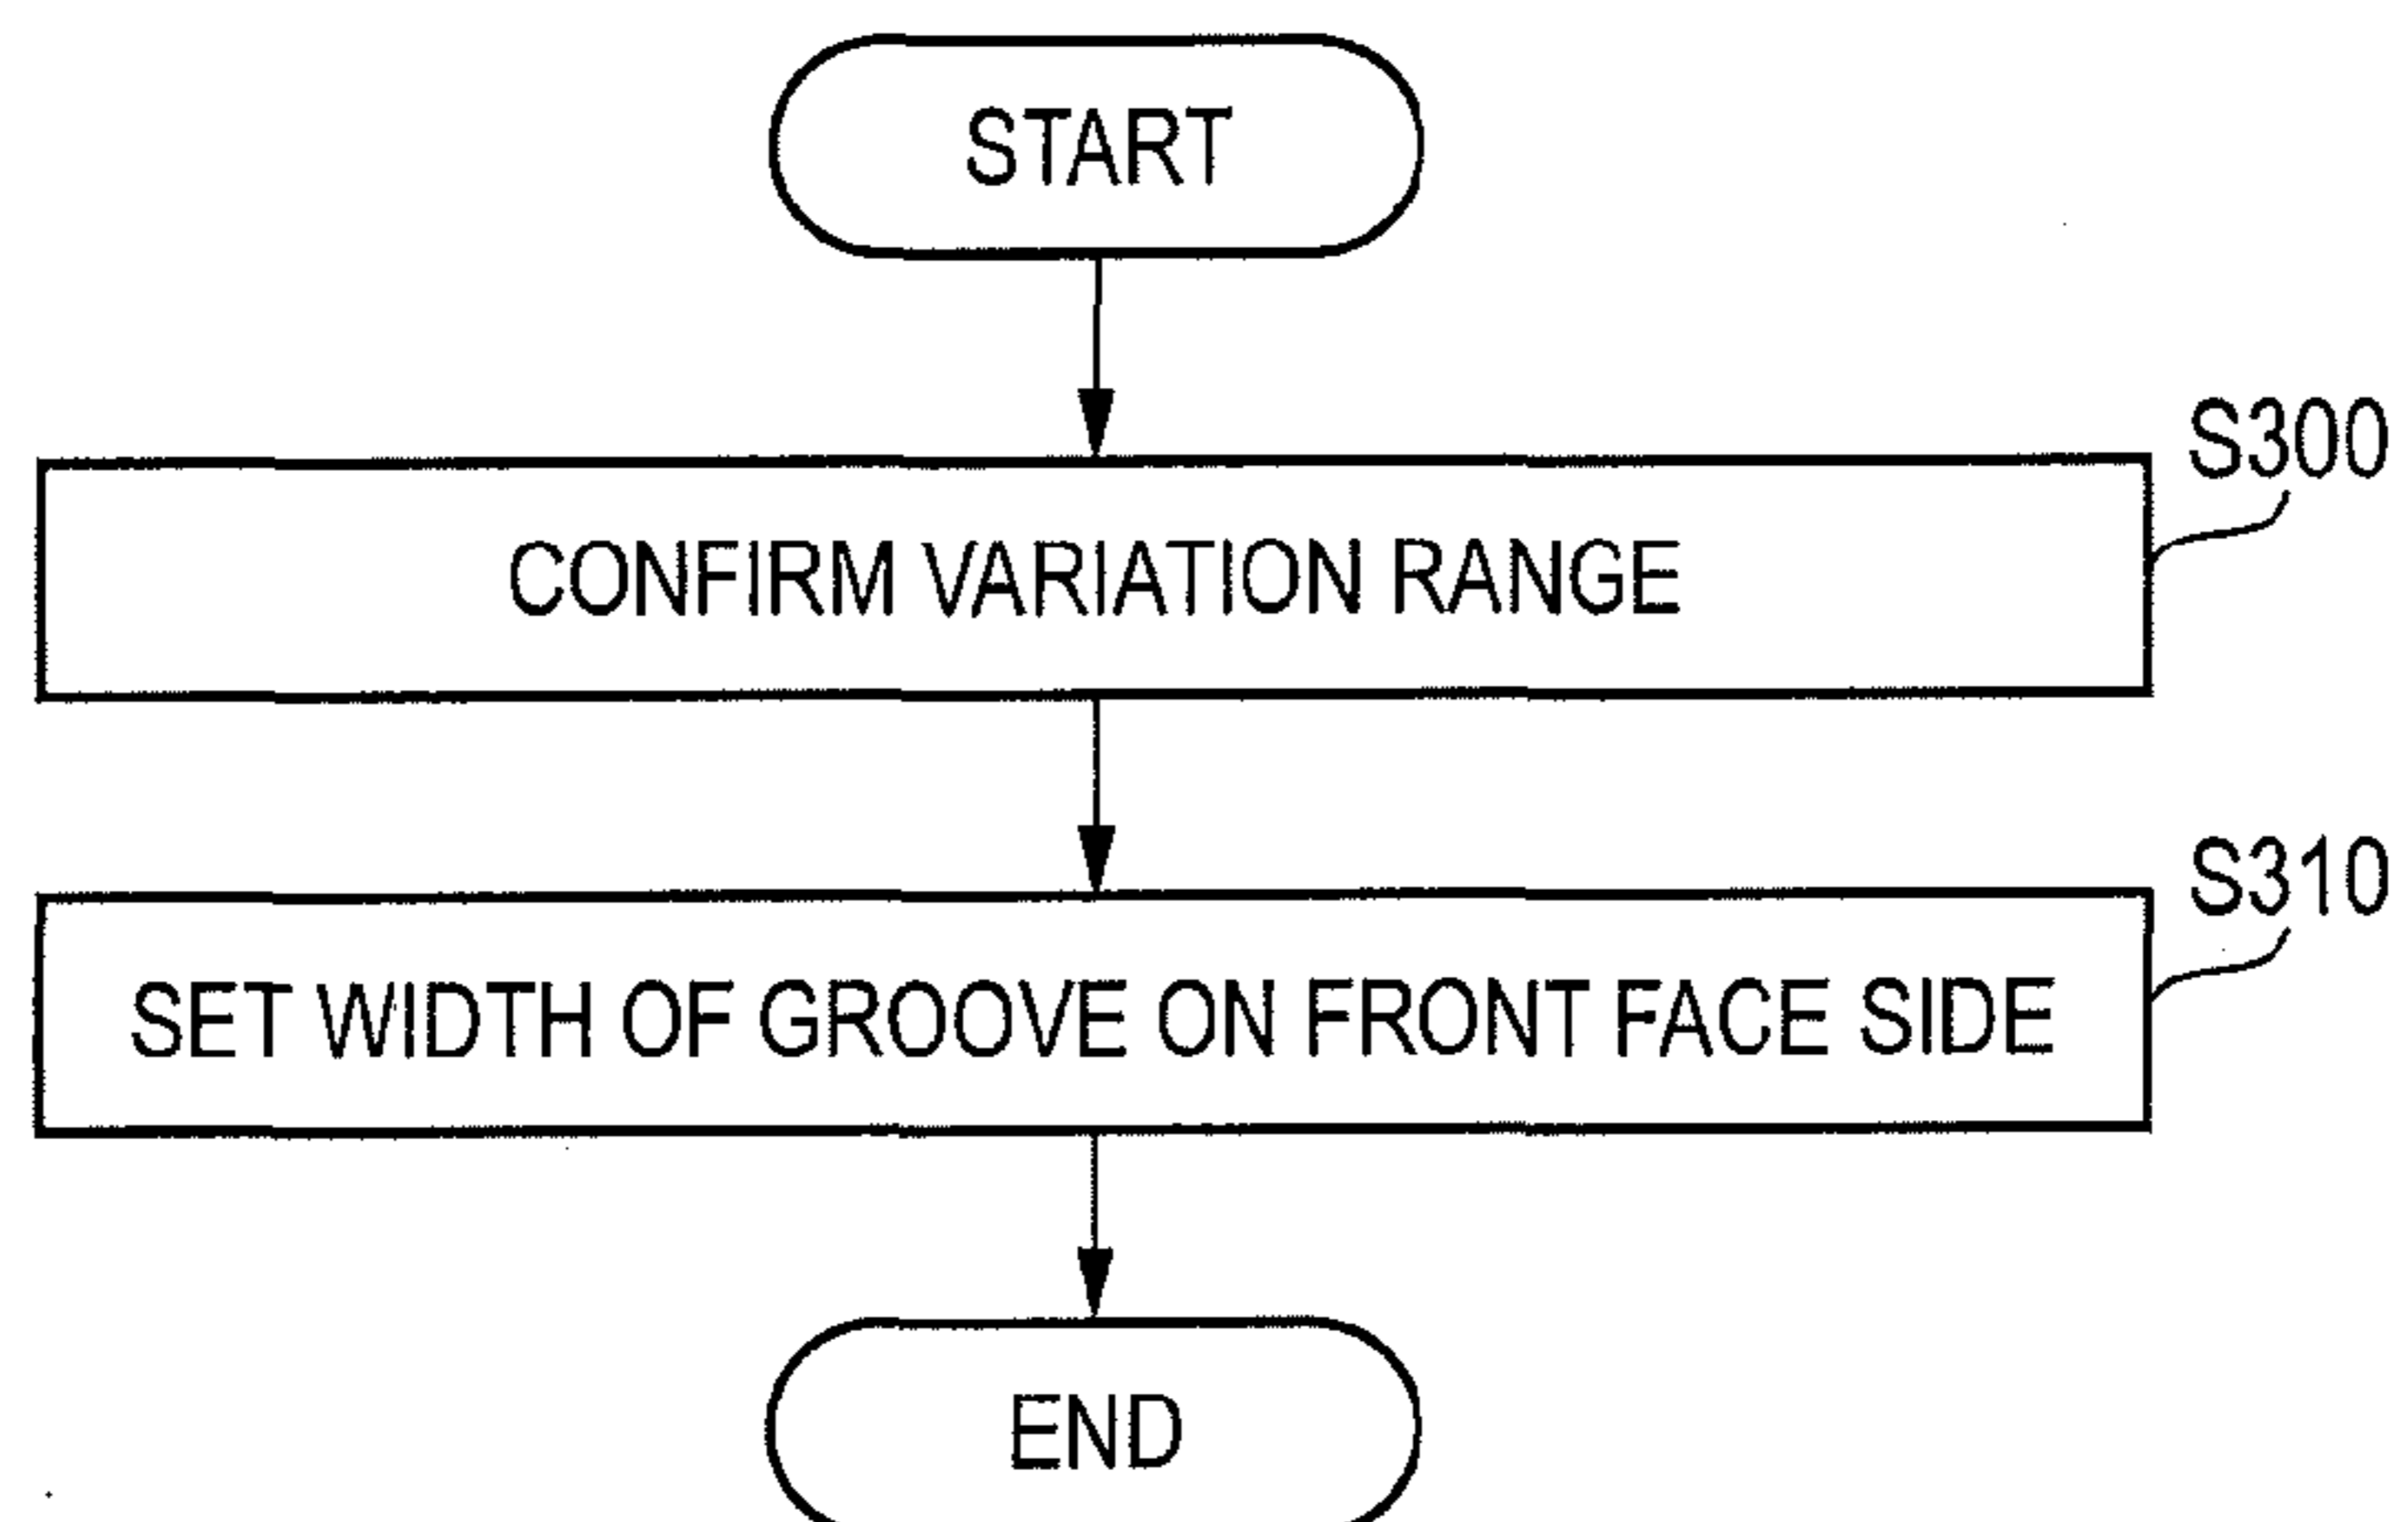 START
S300
CONFIRM VARIATION RANGE
S310
SET WIDTH OF GROOVE ON FRONT FACE SIDE
END